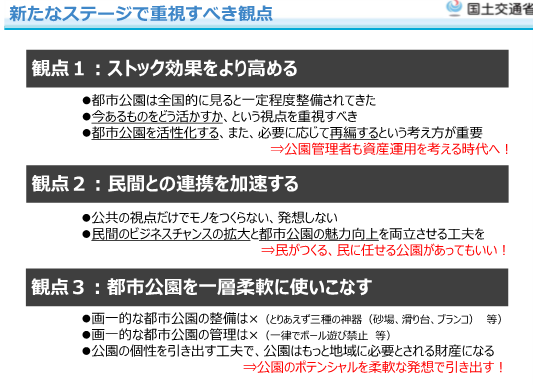 新たなステージで重視すべき観点
国土交通省
観点1：ストック効果をより高める
●都市公園は全国的に見ると一定程度整備されてきた
●今あるものをどう活かすか、という視点を重視すべき
●都市公園を活性化する、また、必要に応じて再編するという考え方が重要
⇒公園管理者も資産運用を考える時代へ！
観点2：民間との連携を加速する
●公共の視点だけでモノをつくらない、発想しない
●民間のビジネスチャンスの拡大と都市公園の魅力向上を両立させる工夫を
⇒民がつくる、民に任せる公園があってもいい！
観点3：都市公園を一層柔軟に使いこなす
●画一的な都市公園の整備は×（とりあえず三種の神器（砂場、滑り台、ブランコ） 等）
●画一的な都市公園の管理は×（一律でボール遊び禁止 等）
●公園の個性を引き出す工夫で、公園はもっと地域に必要とされる財産になる
⇒公園のポテンシャルを柔軟な発想で引き出す！